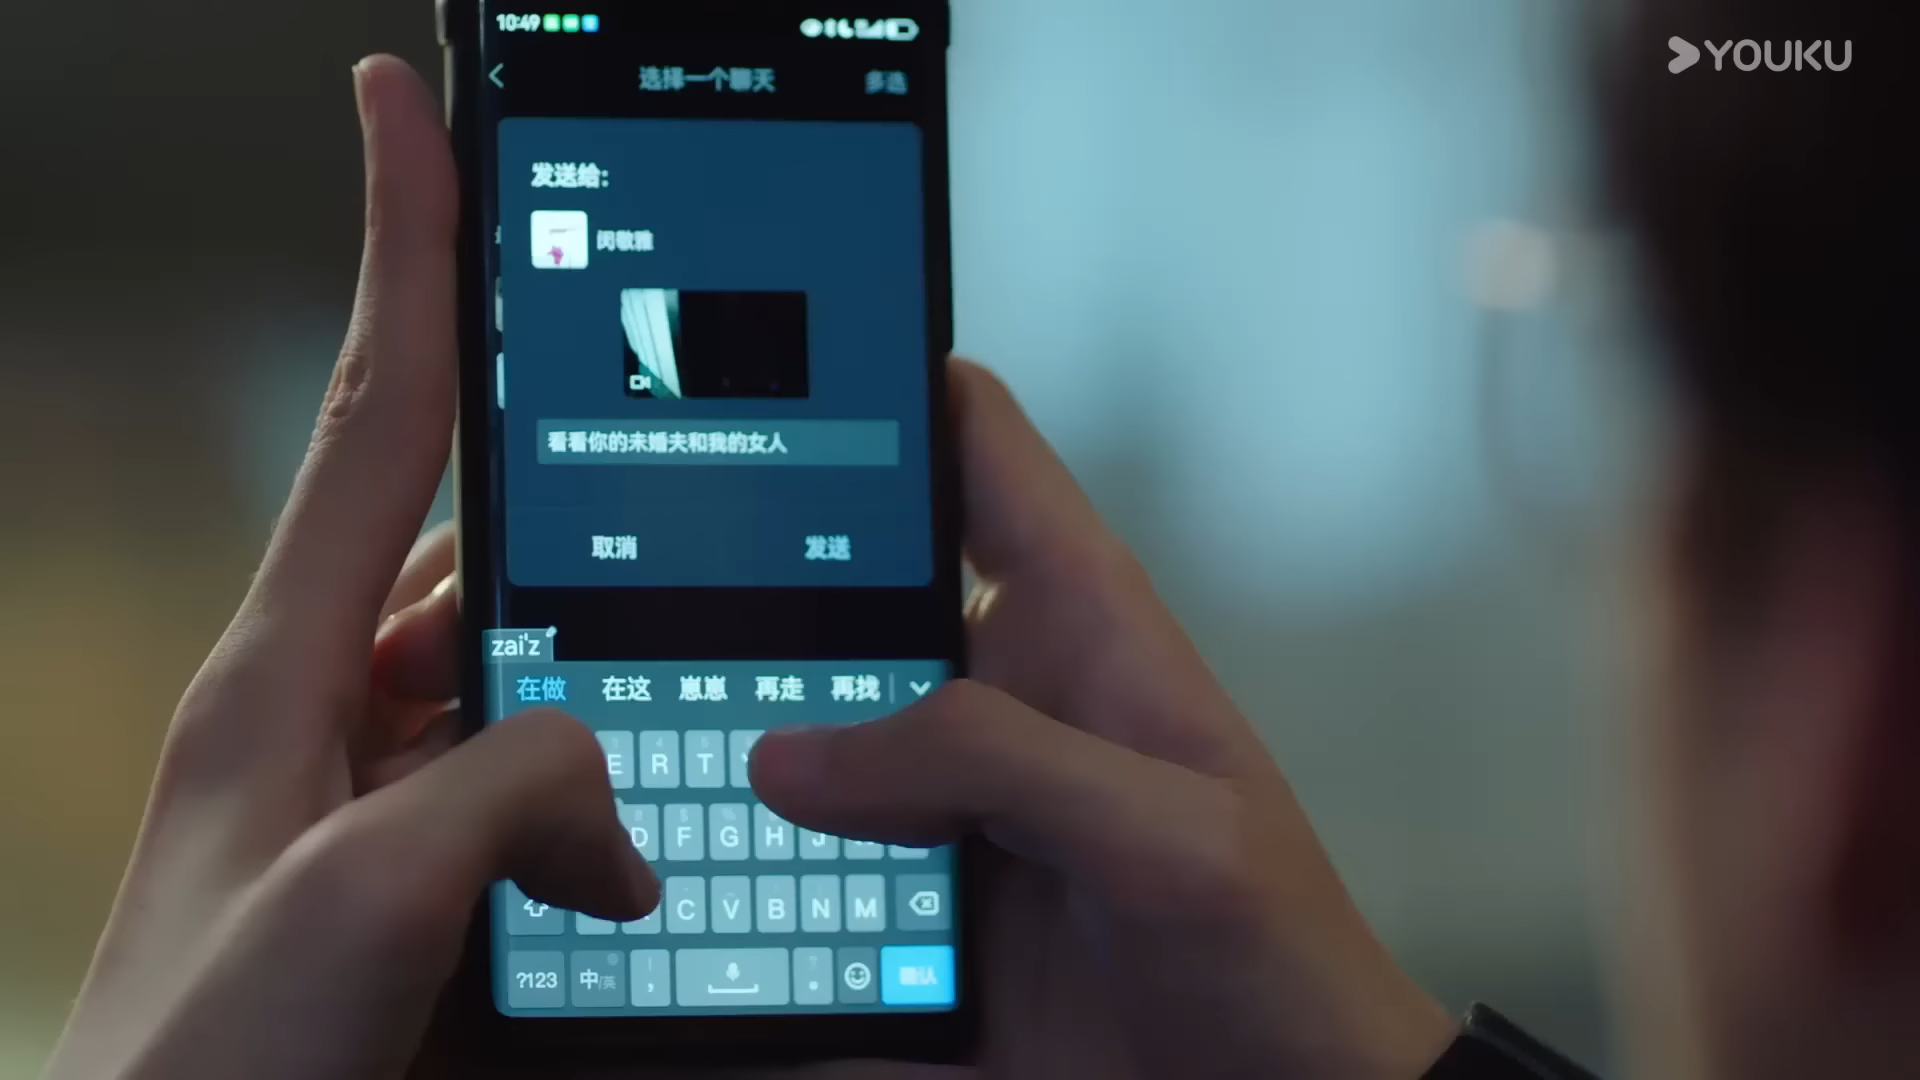 10:49
YOUKU
选择一个聊天
多选
发送给:
闵敬雅
看看你的未婚夫和我的女人
取消
发送
zai'z
在做 在这 崽崽 再走 再找
E R T
D F G H J
C V B N M
?123 中/英 , .
确认